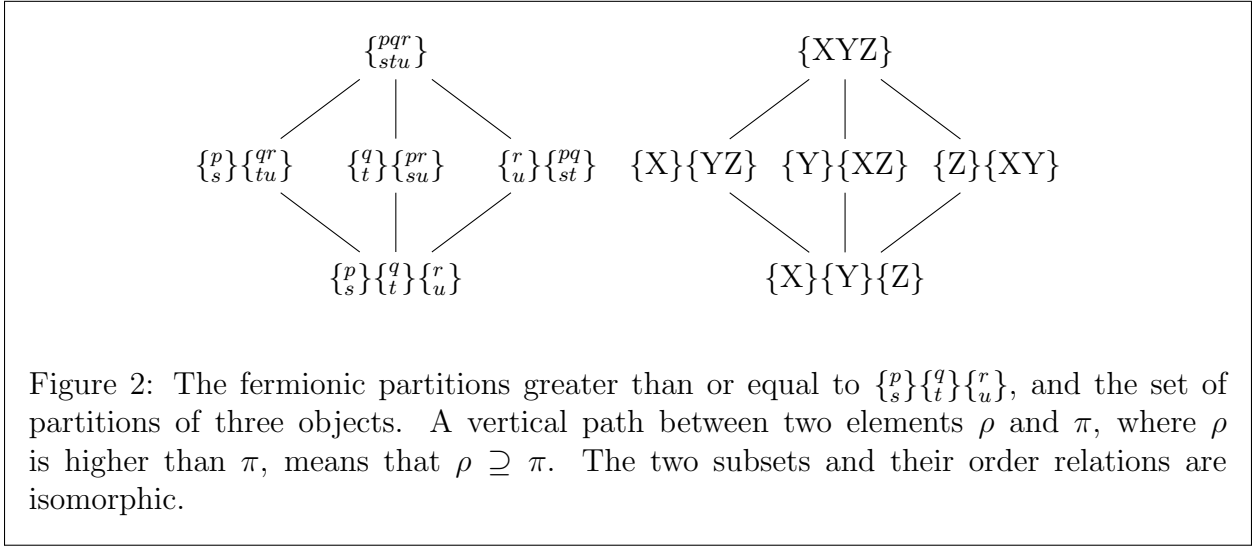 {pqr stu} {XYZ}
{p s}{qr tu} {q t}{pr su} {r u}{pq st} {X}{YZ} {Y}{XZ} {Z}{XY}
{p s}{q t}{r u} {X}{Y}{Z}
Figure 2: The fermionic partitions greater than or equal to {p s}{q t}{r u}, and the set of
partitions of three objects. A vertical path between two elements ρ and π, where ρ
is higher than π, means that ρ ⊇ π. The two subsets and their order relations are
isomorphic.